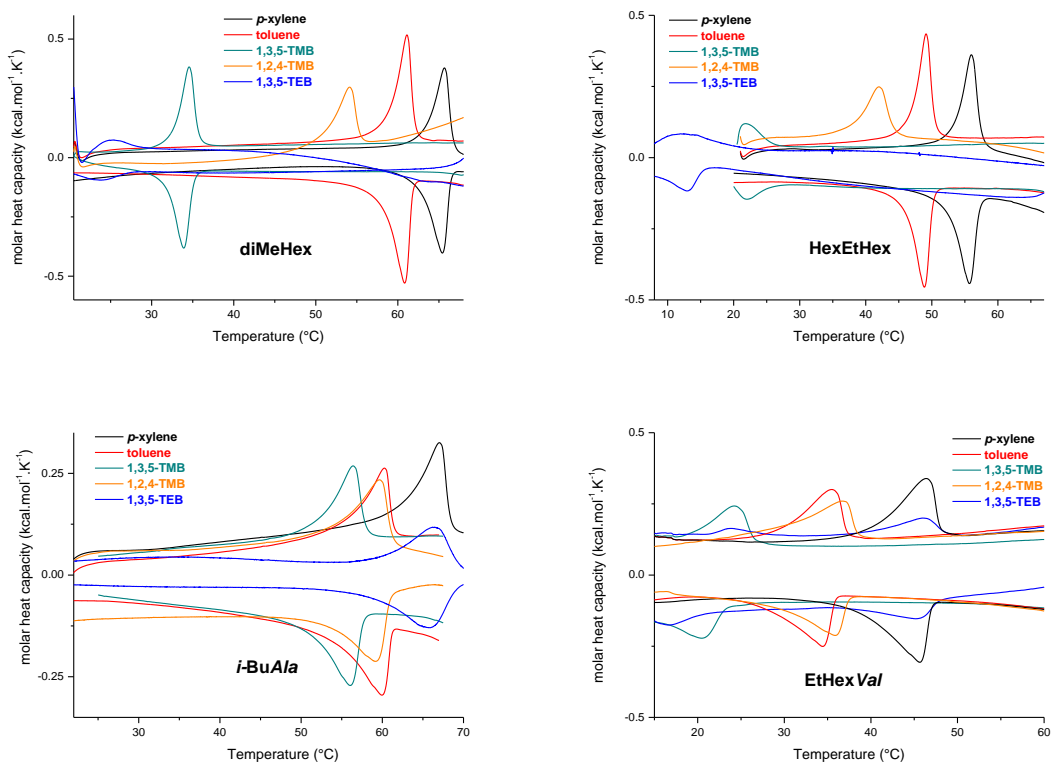 p-xylene
toluene
1,3,5-TMB
1,2,4-TMB
1,3,5-TEB
0.5
0.0
-0.5
30
40
50
60
molar heat capacity (kcal.mol⁻¹.K⁻¹)
Temperature (°C)
diMeHex
p-xylene
toluene
1,3,5-TMB
1,2,4-TMB
1,3,5-TEB
0.5
0.0
-0.5
10
20
30
40
50
60
molar heat capacity (kcal.mol⁻¹.K⁻¹)
Temperature (°C)
HexEtHex
p-xylene
toluene
1,3,5-TMB
1,2,4-TMB
1,3,5-TEB
0.25
0.00
-0.25
30
40
50
60
70
molar heat capacity (kcal.mol⁻¹.K⁻¹)
Temperature (°C)
i-BuAla
p-xylene
toluene
1,3,5-TMB
1,2,4-TMB
1,3,5-TEB
0.5
0.0
-0.5
20
30
40
50
60
molar heat capacity (kcal.mol⁻¹.K⁻¹)
Temperature (°C)
EtHexVal